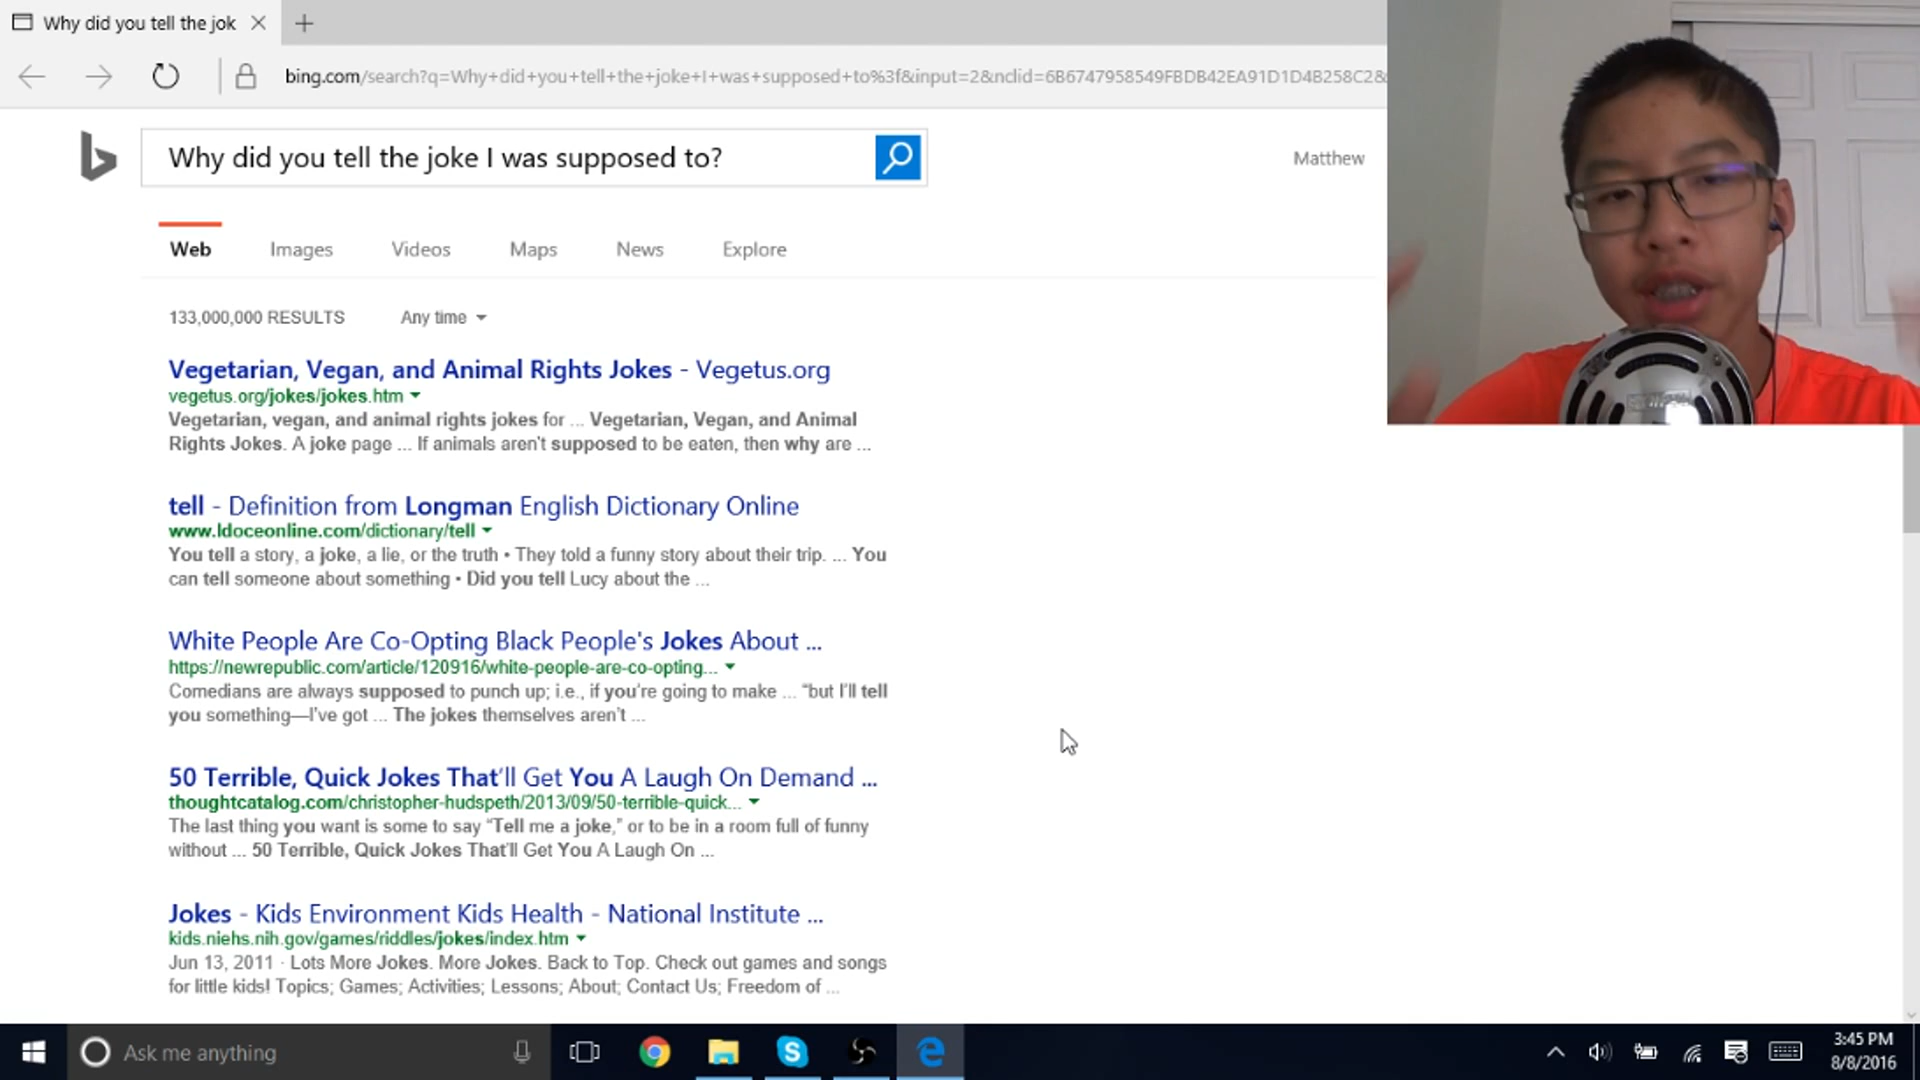 Why did you tell the jok
bing.com/search?q=Why+did+you+tell+the+joke+I+was+supposed+to%3f&input=2&nclid=6B6747958549FBDB42EA91D1D4B258C2&
Why did you tell the joke I was supposed to?
Matthew
Web Images Videos Maps News Explore
133,000,000 RESULTS Any time
Vegetarian, Vegan, and Animal Rights Jokes - Vegetus.org
vegetus.org/jokes/jokes.htm
Vegetarian, vegan, and animal rights jokes for ... Vegetarian, Vegan, and Animal
Rights Jokes. A joke page ... If animals aren't supposed to be eaten, then why are ...
tell - Definition from Longman English Dictionary Online
www.ldoceonline.com/dictionary/tell
You tell a story, a joke, a lie, or the truth • They told a funny story about their trip. ... You
can tell someone about something • Did you tell Lucy about the ...
White People Are Co-Opting Black People's Jokes About ...
https://newrepublic.com/article/120916/white-people-are-co-opting...
Comedians are always supposed to punch up; i.e., if you're going to make ... “but I'll tell
you something—I've got ... The jokes themselves aren't ...
50 Terrible, Quick Jokes That'll Get You A Laugh On Demand ...
thoughtcatalog.com/christopher-hudspeth/2013/09/50-terrible-quick...
The last thing you want is some to say “Tell me a joke,” or to be in a room full of funny
without ... 50 Terrible, Quick Jokes That'll Get You A Laugh On ...
Jokes - Kids Environment Kids Health - National Institute ...
kids.niehs.nih.gov/games/riddles/jokes/index.htm
Jun 13, 2011 · Lots More Jokes. More Jokes. Back to Top. Check out games and songs
for little kids! Topics; Games; Activities; Lessons; About; Contact Us; Freedom of ...
Ask me anything
3:45 PM
8/8/2016